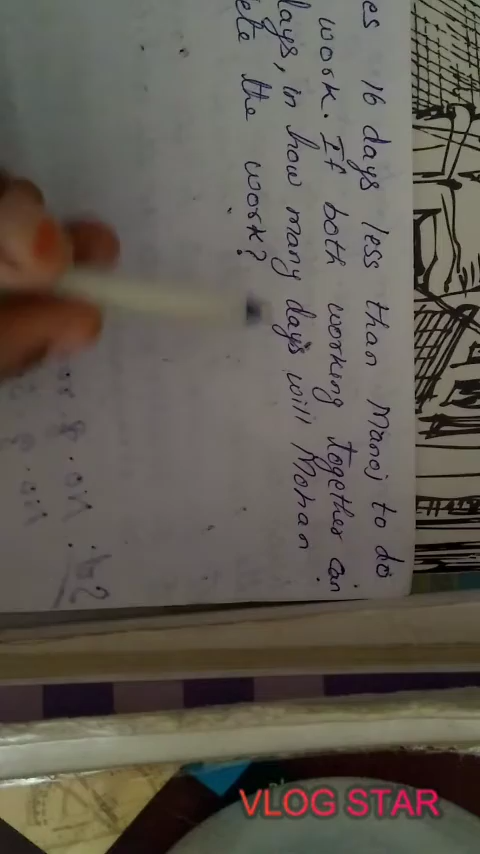 es 16 days less than Manoj to do
work. If both working together can
days, in how many days will Mohan
the work?
VLOG STAR